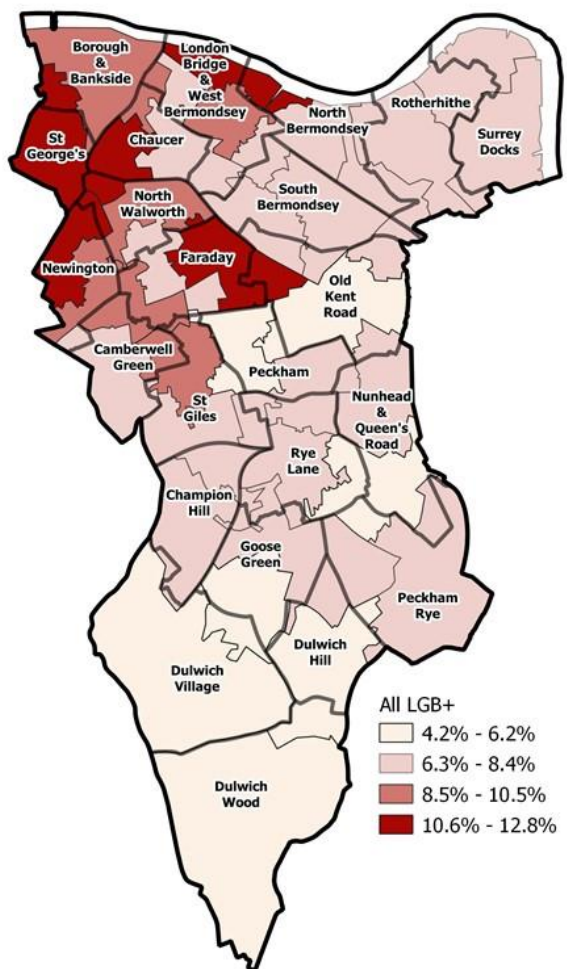 Borough
&
Bankside
London
Bridge
&
West
Bermondsey
North
Bermondsey
Rotherhithe
Surrey
Docks
St
George's
Chaucer
North
Walworth
South
Bermondsey
Newington
Faraday
Old
Kent
Road
Camberwell
Green
Peckham
St
Giles
Nunhead
&
Queen's
Road
Rye
Lane
Champion
Hill
Goose
Green
Peckham
Rye
Dulwich
Village
Dulwich
Hill
Dulwich
Wood
All LGB+
4.2% - 6.2%
6.3% - 8.4%
8.5% - 10.5%
10.6% - 12.8%